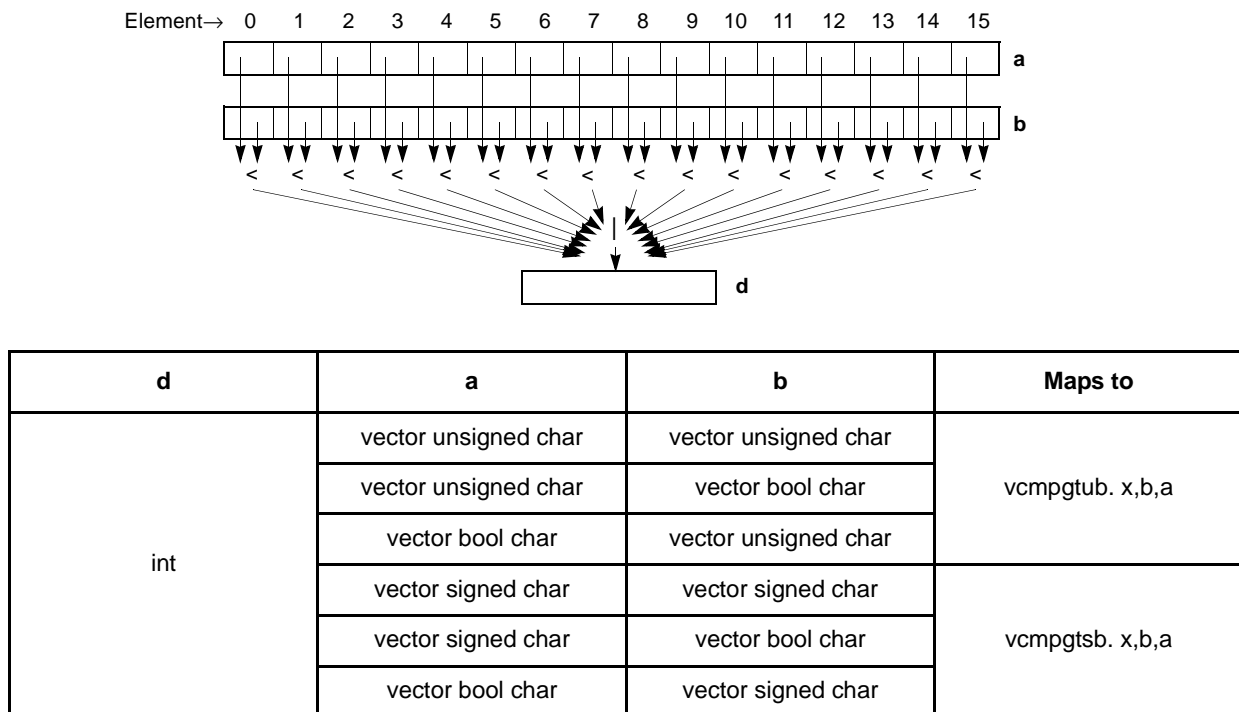 Element→ 0 1 2 3 4 5 6 7 8 9 10 11 12 13 14 15
a
b
< < < < < < < < < < < < < < < <
|
d
d a b Maps to
int
vector unsigned char vector unsigned char
vector unsigned char vector bool char
vector bool char vector unsigned char
vcmpgtub. x,b,a
vector signed char vector signed char
vector signed char vector bool char
vector bool char vector signed char
vcmpgtsb. x,b,a